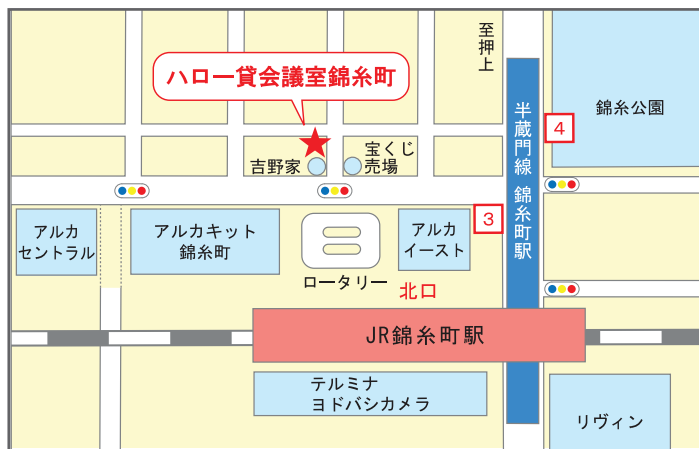 至押上
ハロー貸会議室錦糸町
半蔵門線 錦糸町駅
4
錦糸公園
吉野家
宝くじ
売場
アルカ
セントラル
アルカキット
錦糸町
ロータリー
アルカ
イースト
3
北口
JR錦糸町駅
テルミナ
ヨドバシカメラ
リヴィン